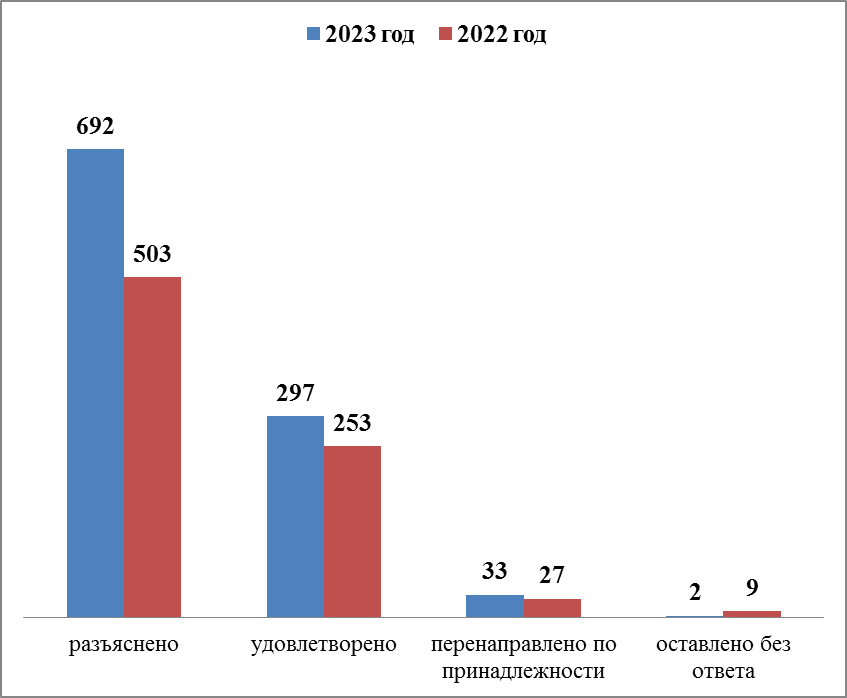 2023 год 2022 год
692
503
297
253
33
27
2
9
разъяснено
удовлетворено
перенаправлено по
принадлежности
оставлено без
ответа